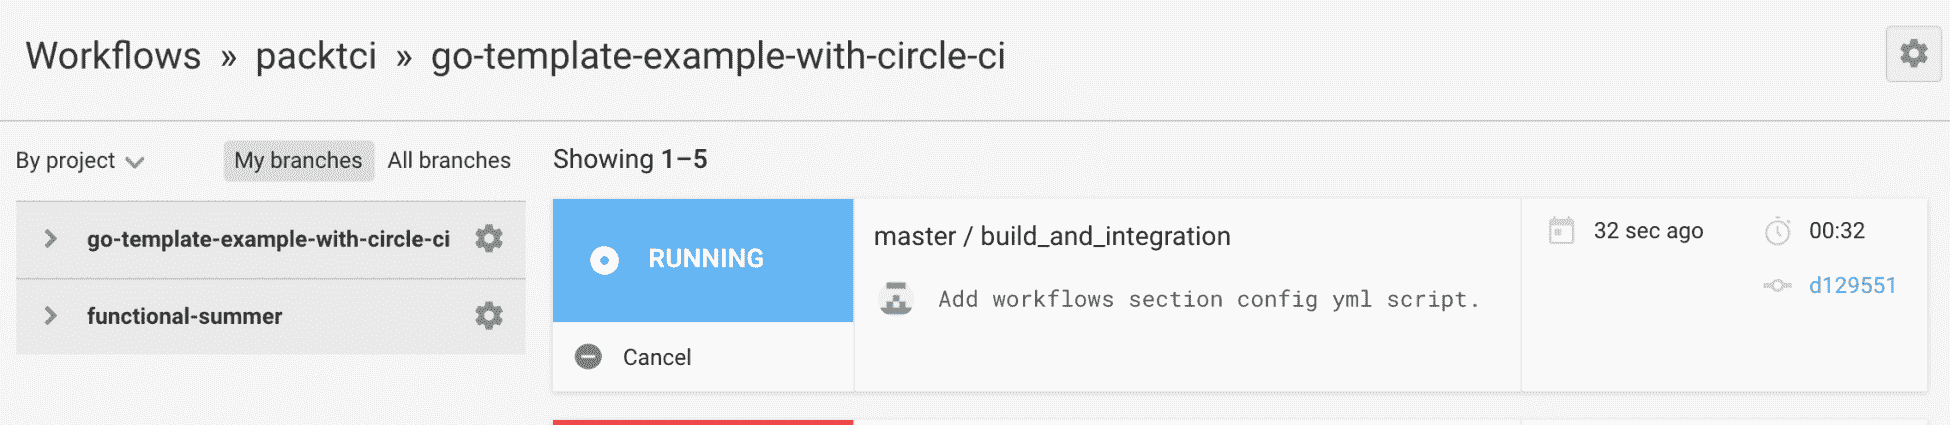 Workflows » packtci » go-template-example-with-circle-ci
By project My branches All branches
go-template-example-with-circle-ci
functional-summer
Showing 1–5
RUNNING
Cancel
master / build_and_integration
Add workflows section config yml script.
32 sec ago 00:32
d129551